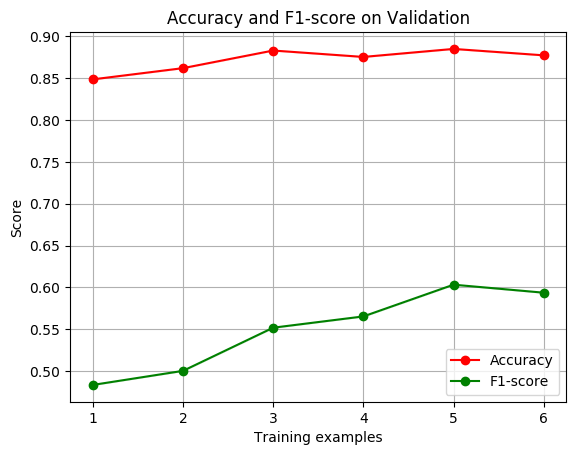 Accuracy and F1-score on Validation
0.90
0.85
0.80
0.75
0.70
0.65
0.60
0.55
0.50
Score
Accuracy
F1-score
1 2 3 4 5 6
Training examples